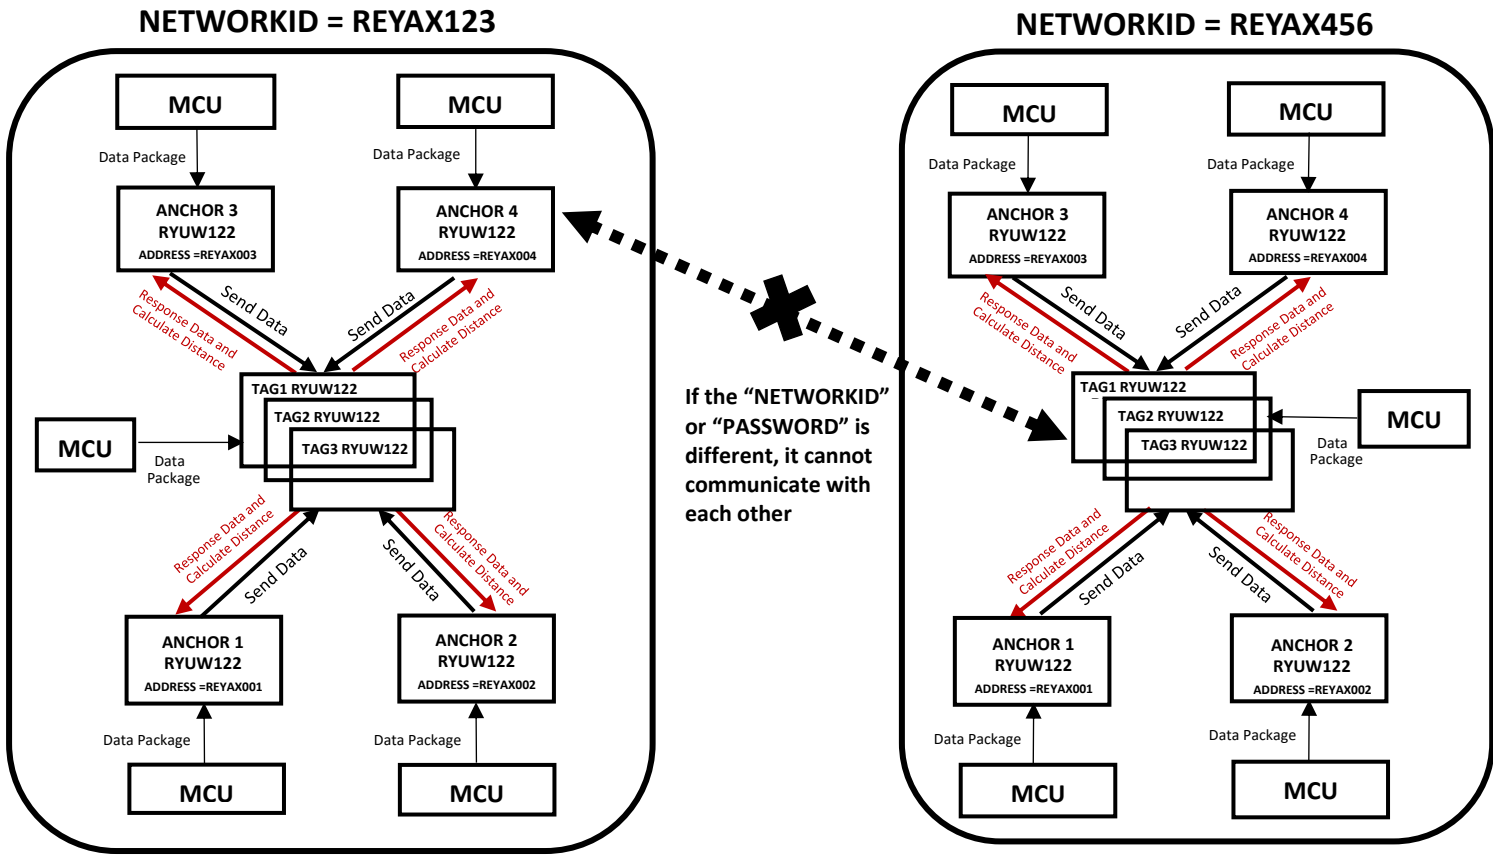 NETWORKID = REYAX123
MCU
MCU
Data Package
Data Package
ANCHOR 3
RYUW122
ADDRESS =REYAX003
ANCHOR 4
RYUW122
ADDRESS =REYAX004
Send Data
Response Data and
Calculate Distance
Send Data
Response Data and
Calculate Distance
TAG1 RYUW122
TAG2 RYUW122
TAG3 RYUW122
MCU
Data
Package
Response Data and
Calculate Distance
Send Data
Response Data and
Calculate Distance
Send Data
ANCHOR 1
RYUW122
ADDRESS =REYAX001
ANCHOR 2
RYUW122
ADDRESS =REYAX002
Data Package
Data Package
MCU
MCU
If the “NETWORKID”
or “PASSWORD” is
different, it cannot
communicate with
each other
NETWORKID = REYAX456
MCU
MCU
Data Package
Data Package
ANCHOR 3
RYUW122
ADDRESS =REYAX003
ANCHOR 4
RYUW122
ADDRESS =REYAX004
Send Data
Response Data and
Calculate Distance
Send Data
Response Data and
Calculate Distance
TAG1 RYUW122
TAG2 RYUW122
TAG3 RYUW122
MCU
Data
Package
Response Data and
Calculate Distance
Send Data
Response Data and
Calculate Distance
Send Data
ANCHOR 1
RYUW122
ADDRESS =REYAX001
ANCHOR 2
RYUW122
ADDRESS =REYAX002
Data Package
Data Package
MCU
MCU